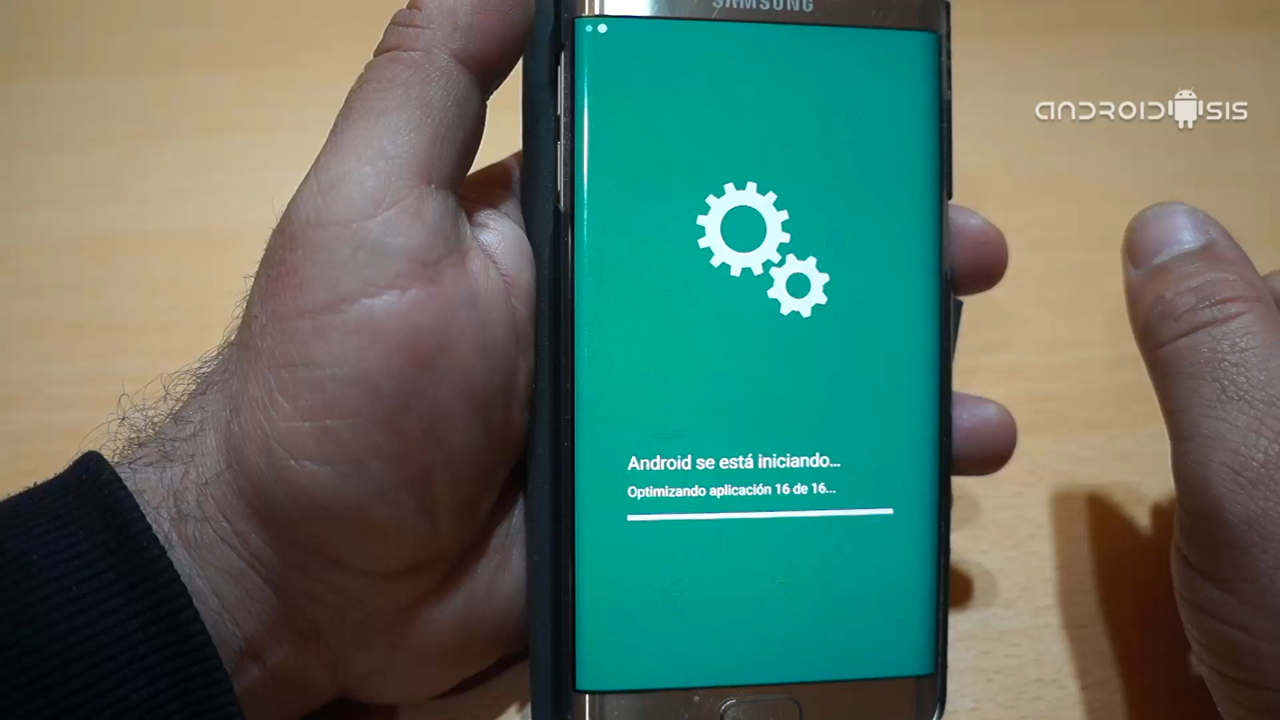 SAMSUNG
ANDROIDSIS
Android se está iniciando...
Optimizando aplicación 16 de 16...